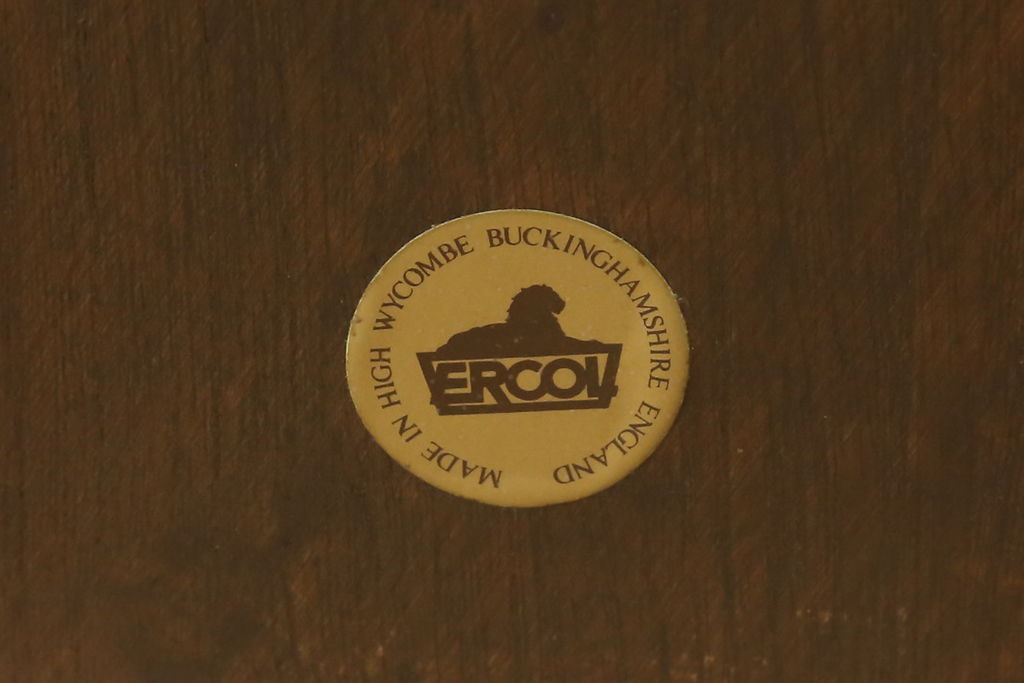 MADE IN HIGH WYCOMBE BUCKINGHAMSHIRE ENGLAND
ERCOL